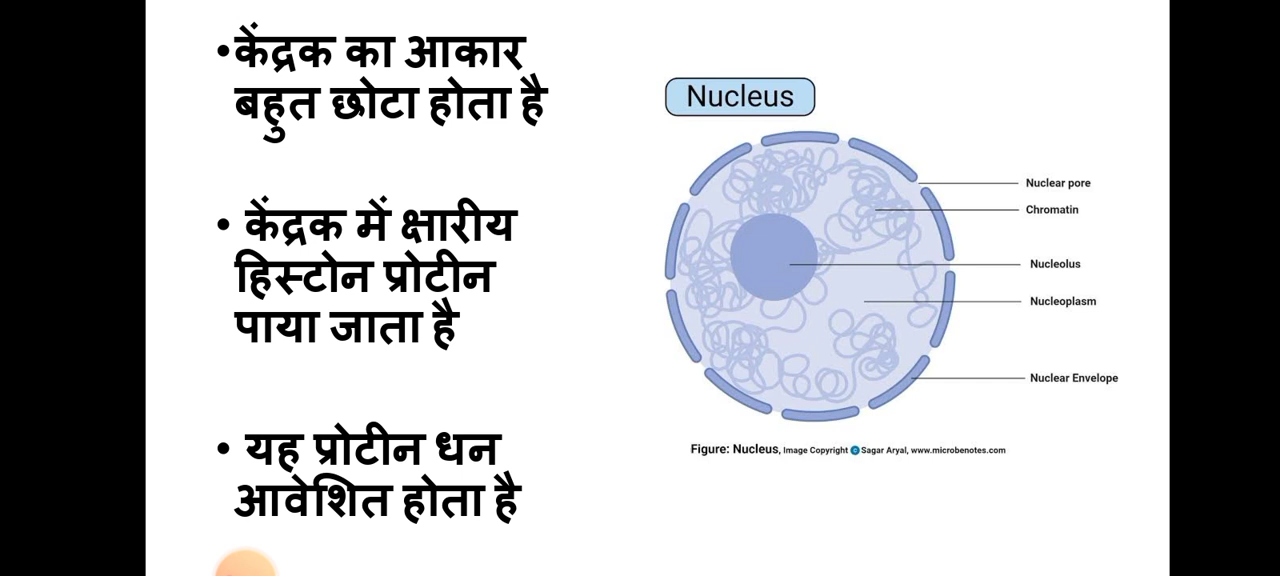 •केंद्रक का आकार
बहुत छोटा होता है
• केंद्रक में क्षारीय
हिस्टोन प्रोटीन
पाया जाता है
• यह प्रोटीन धन
आवेशित होता है
Nucleus
Nuclear pore
Chromatin
Nucleolus
Nucleoplasm
Nuclear Envelope
Figure: Nucleus, Image Copyright © Sagar Aryal, www.microbenotes.com